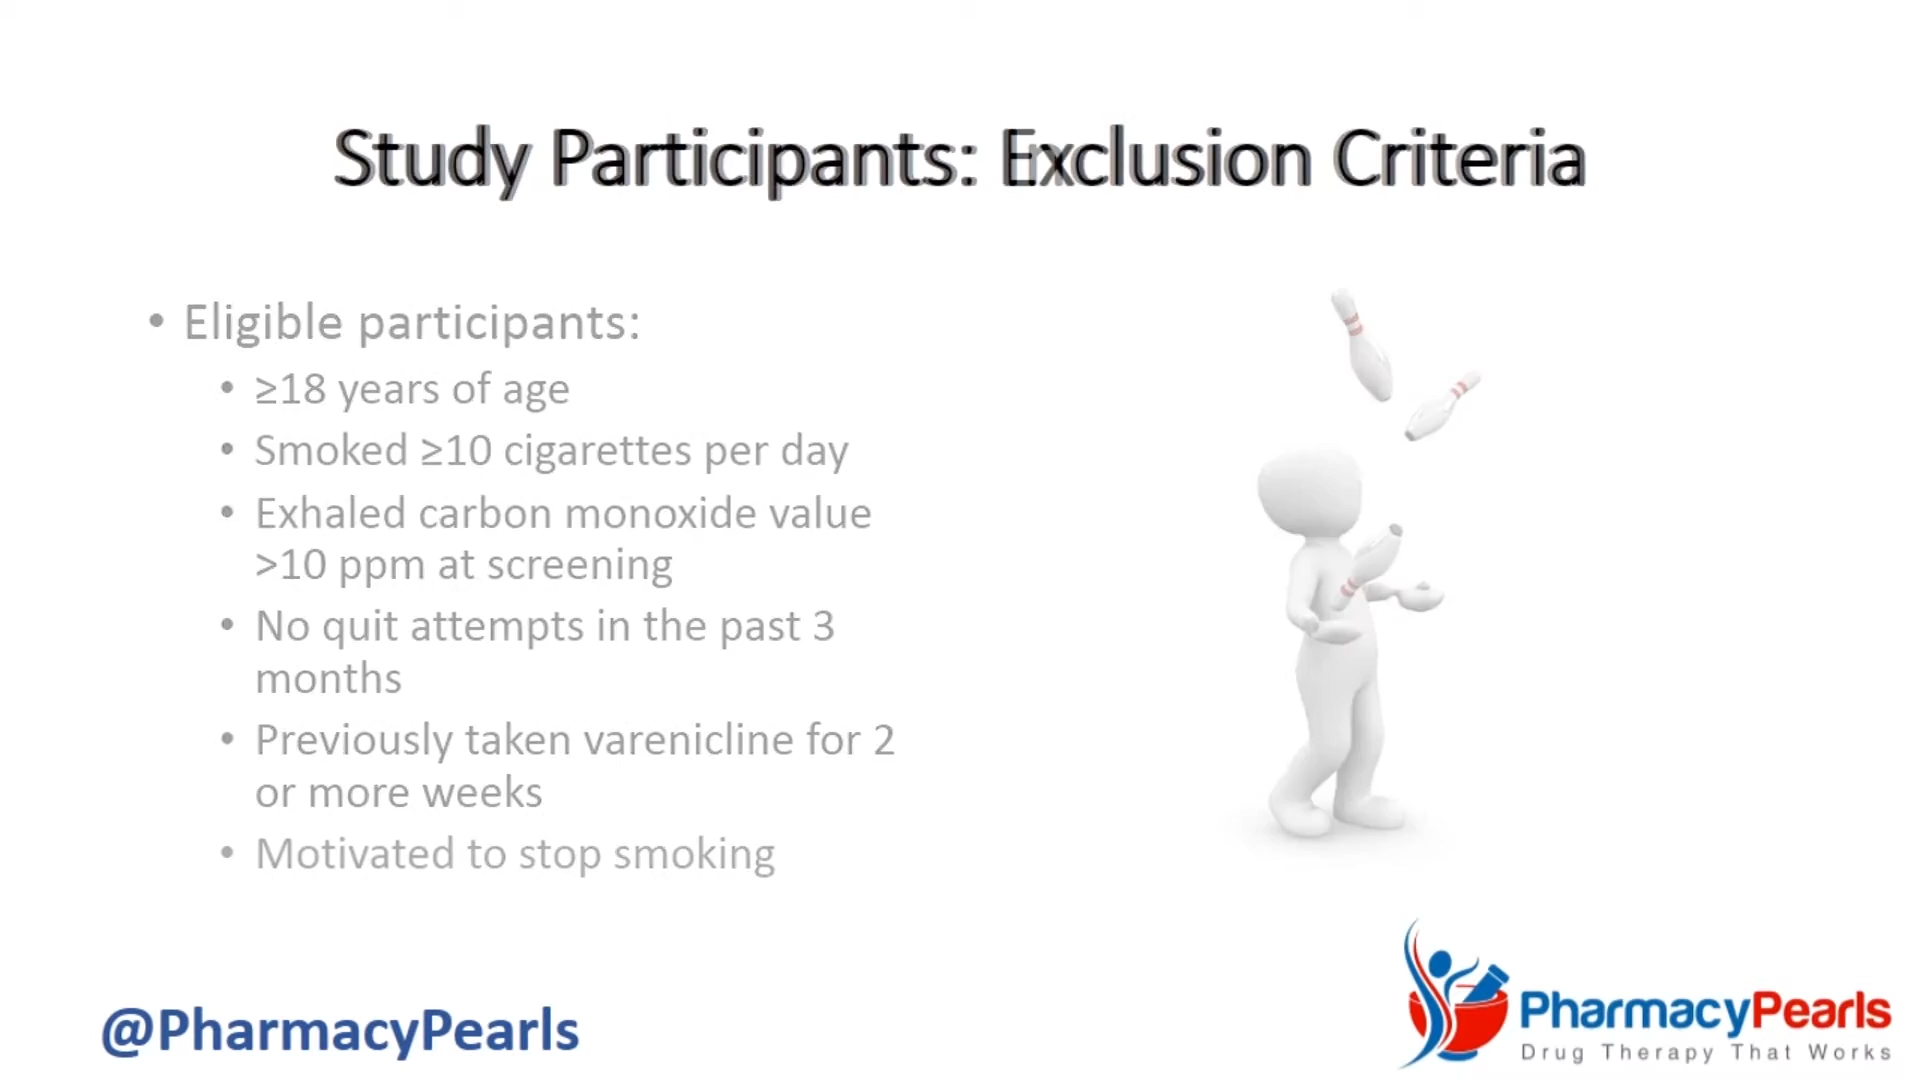 Study Participants: Exclusion Criteria
• Eligible participants:
• ≥18 years of age
• Smoked ≥10 cigarettes per day
• Exhaled carbon monoxide value
>10 ppm at screening
• No quit attempts in the past 3
months
• Previously taken varenicline for 2
or more weeks
• Motivated to stop smoking
@PharmacyPearls
PharmacyPearls
Drug Therapy That Works